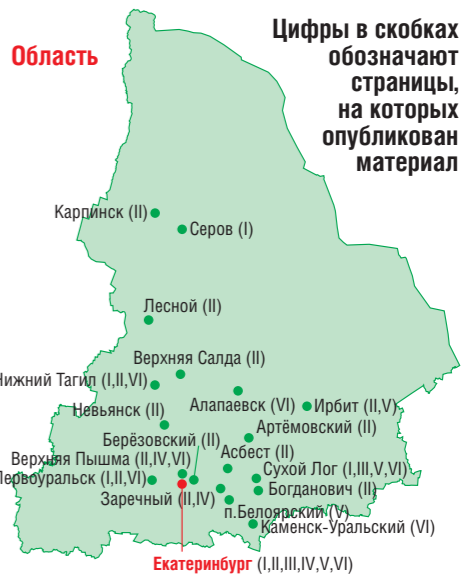 Область
Цифры в скобках
обозначают
страницы,
на которых
опубликован
материал
Карпинск (II)
Серов (I)
Лесной (II)
Верхняя Салда (II)
Нижний Тагил (I,II,VI)
Алапаевск (VI)
Ирбит (II,V)
Невьянск (II)
Артёмовский (II)
Берёзовский (II)
Асбест (II)
Верхняя Пышма (II,IV,VI)
Сухой Лог (I,III,V,VI)
Первоуральск (I,II,VI)
Богданович (II)
Заречный (II,IV)
п.Белоярский (V)
Каменск-Уральский (VI)
Екатеринбург (I,II,III,IV,V,VI)